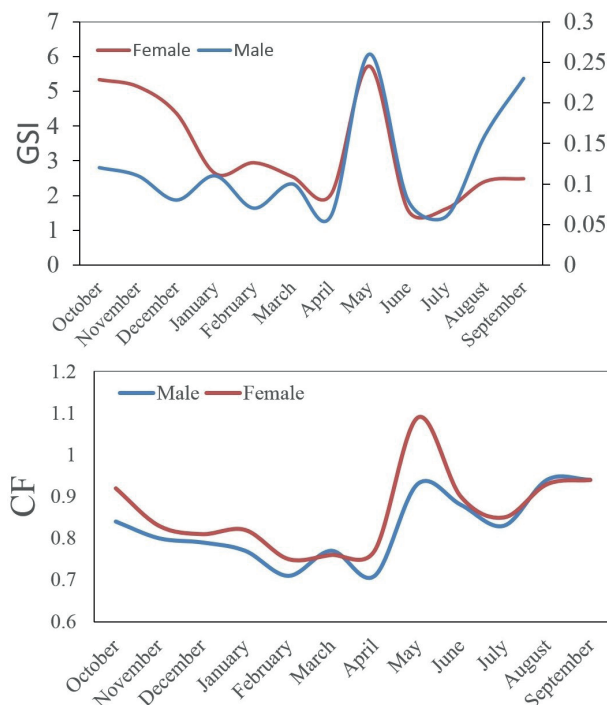 7
6
5
4
3
2
1
0
GSI
Female
Male
0.3
0.25
0.2
0.15
0.1
0.05
0
October
November
December
January
February
March
April
May
June
July
August
September
1.2
1.1
1
0.9
0.8
0.7
0.6
CF
Male
Female
October
November
December
January
February
March
April
May
June
July
August
September